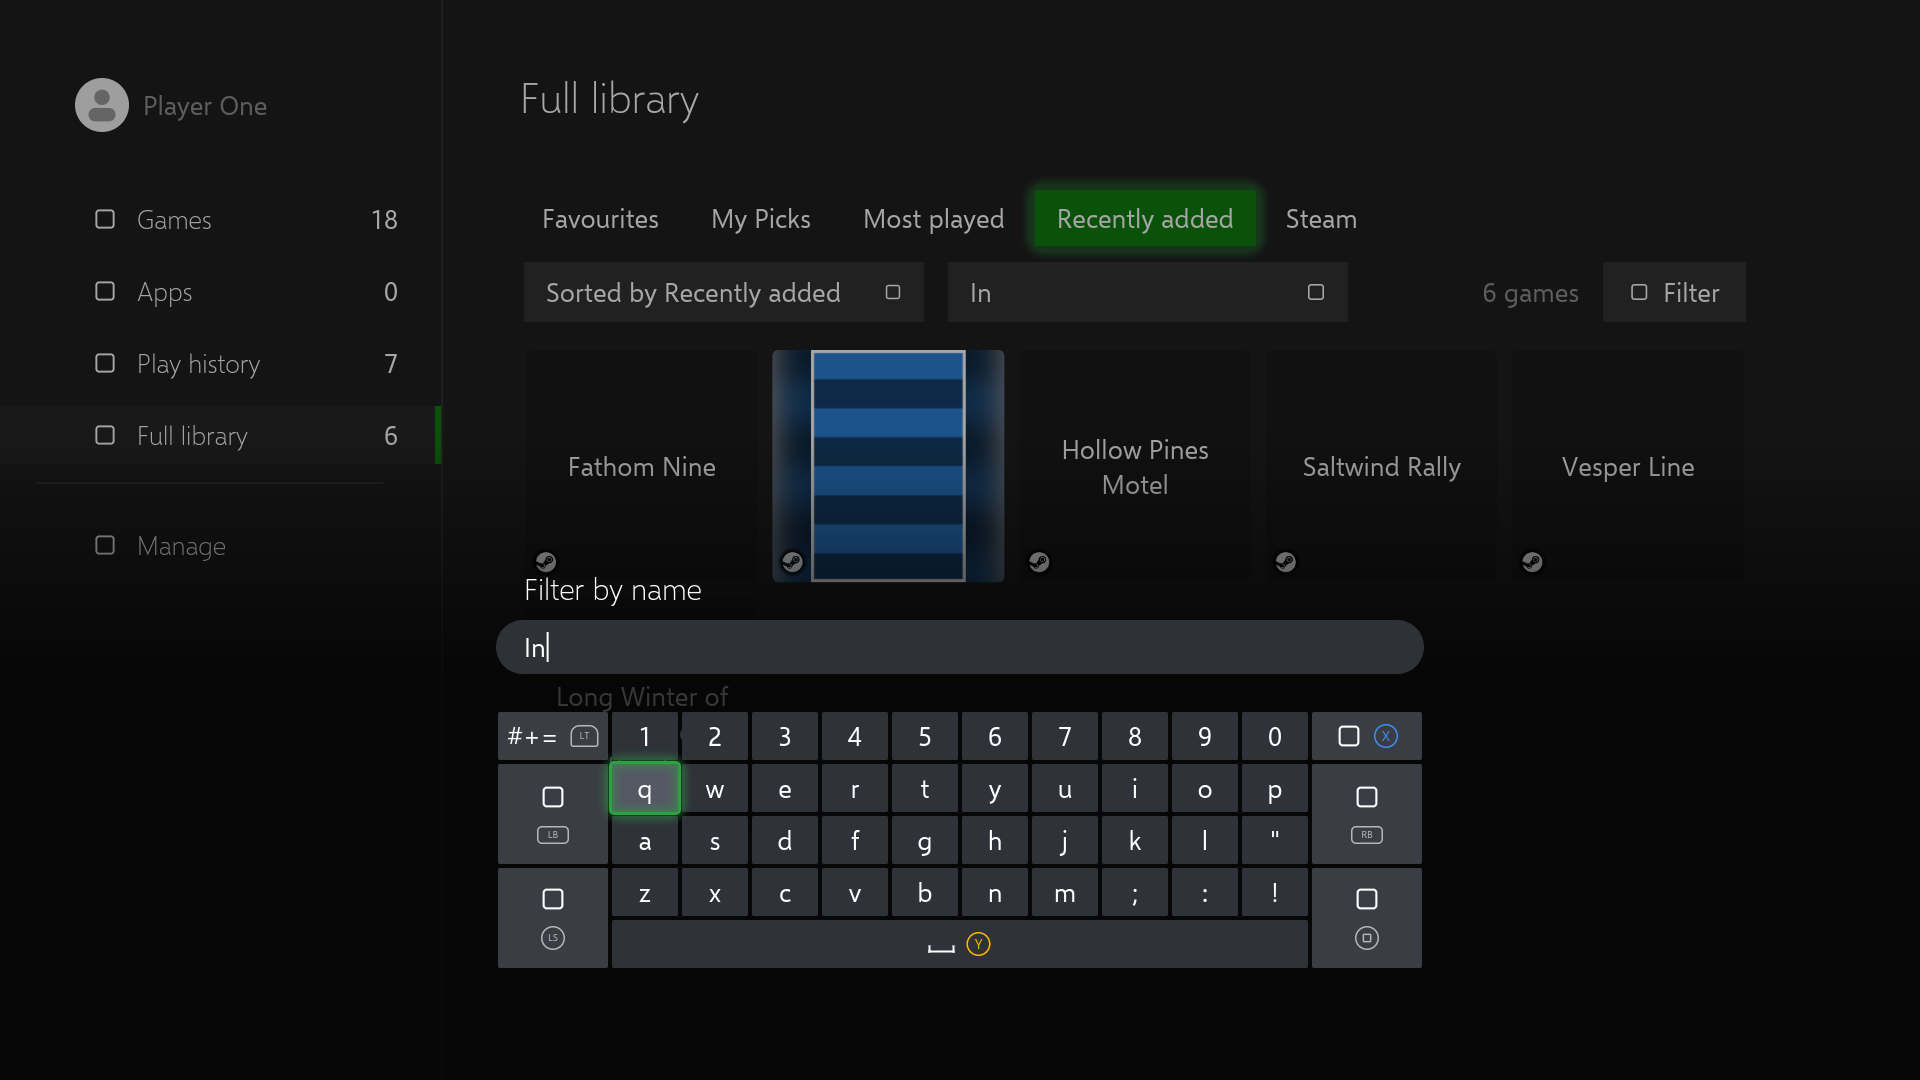 Player One
Games 18
Apps 0
Play history 7
Full library 6
Manage
Full library
Favourites My Picks Most played Recently added Steam
Sorted by Recently added In 6 games Filter
Fathom Nine
Hollow Pines
Motel
Saltwind Rally
Vesper Line
Filter by name
In
Long Winter of
#+= LT 1 2 3 4 5 6 7 8 9 0 X
q w e r t y u i o p
LB RB
a s d f g h j k l "
z x c v b n m ; : !
LS Y